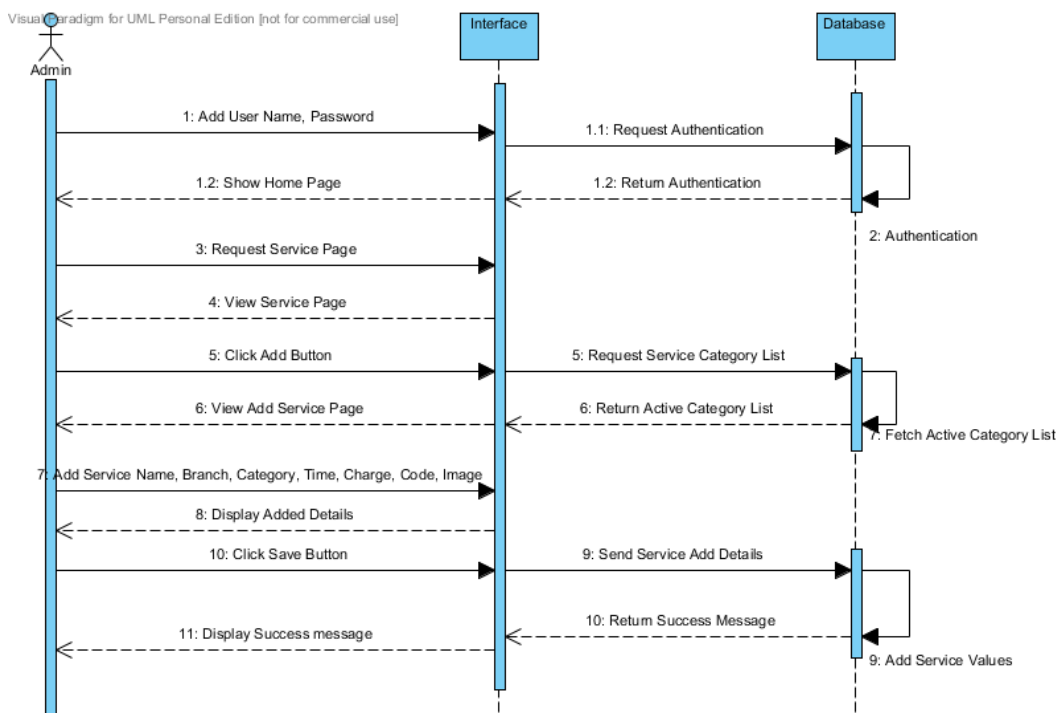 Visual Paradigm for UML Personal Edition [not for commercial use]
Admin
Interface
Database
1: Add User Name, Password
1.1: Request Authentication
1.2: Show Home Page
1.2: Return Authentication
2: Authentication
3: Request Service Page
4: View Service Page
5: Click Add Button
5: Request Service Category List
6: View Add Service Page
6: Return Active Category List
7: Fetch Active Category List
7: Add Service Name, Branch, Category, Time, Charge, Code, Image
8: Display Added Details
10: Click Save Button
9: Send Service Add Details
11: Display Success message
10: Return Success Message
9: Add Service Values